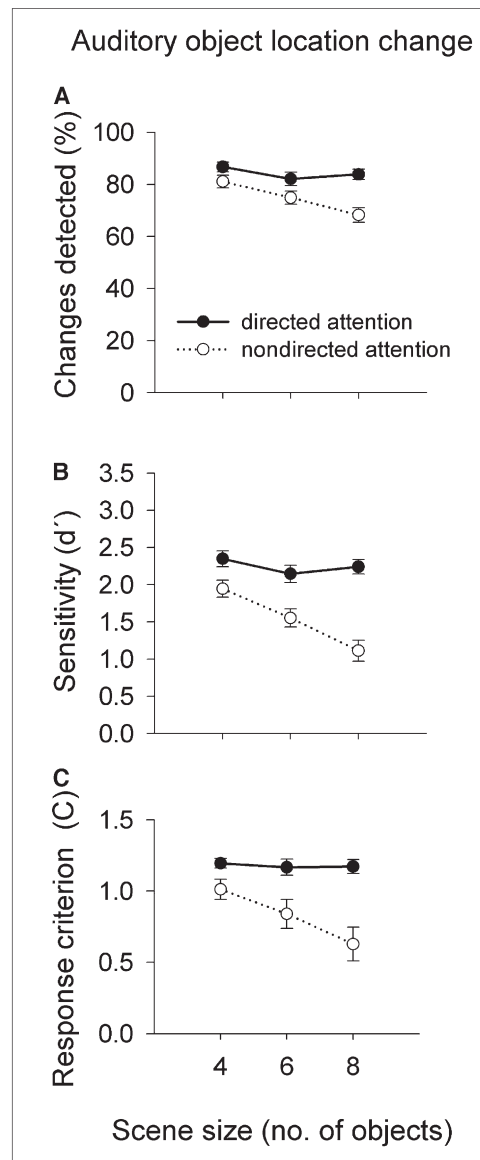 Auditory object location change
A
Changes detected (%)
100
80
60
40
20
0
directed attention
nondirected attention
B
Sensitivity (d´)
3.5
3.0
2.5
2.0
1.5
1.0
0.5
0.0
C
Response criterion (C)
1.5
1.0
0.5
0.0
4 6 8
Scene size (no. of objects)